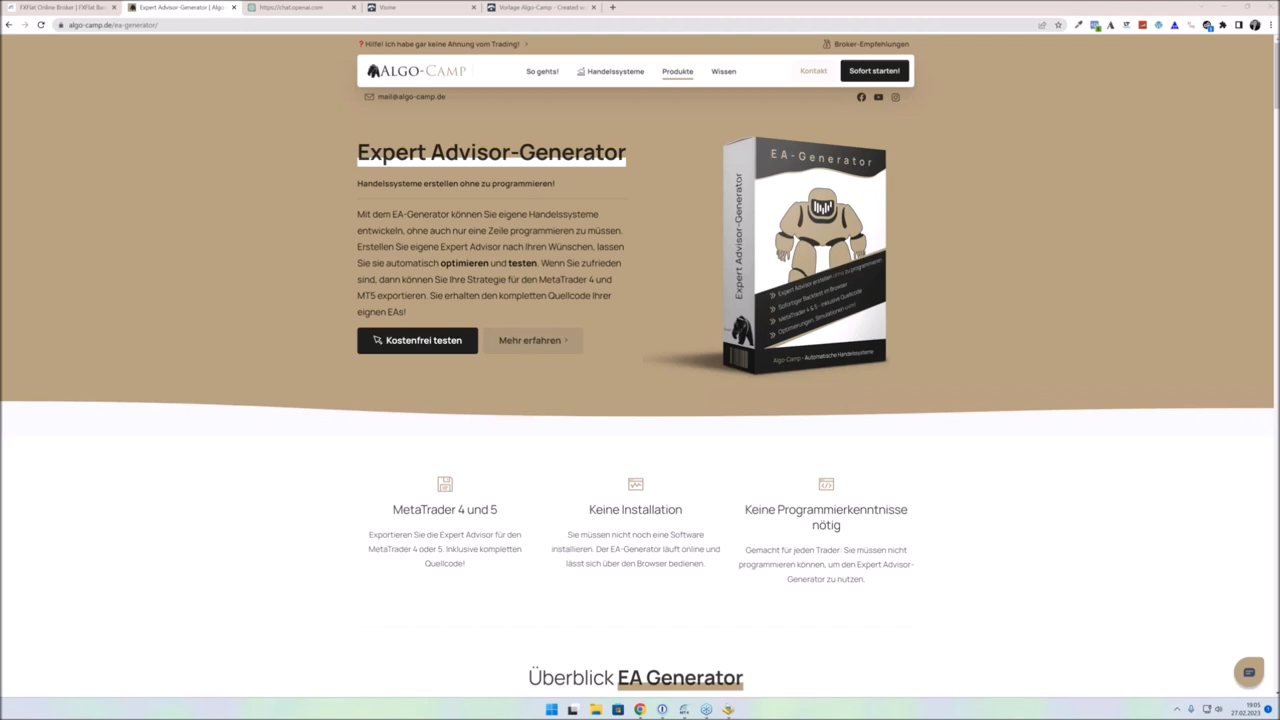 FXFlat Online Broker | FXFlat Ba
Expert Advisor-Generator | Algo
https://chat.openai.com
Visme
Vorlage Algo-Camp - Created w
algo-camp.de/ea-generator/
Hilfe! Ich habe gar keine Ahnung vom Trading!
Broker-Empfehlungen
ALGO-CAMP
So gehts!
Handelssysteme
Produkte
Wissen
Kontakt
Sofort starten!
mail@algo-camp.de
Expert Advisor-Generator
Handelssysteme erstellen ohne zu programmieren!
Mit dem EA-Generator können Sie eigene Handelssysteme
entwickeln, ohne auch nur eine Zeile programmieren zu müssen.
Erstellen Sie eigene Expert Advisor nach Ihren Wünschen, lassen
Sie sie automatisch optimieren und testen. Wenn Sie zufrieden
sind, dann können Sie Ihre Strategie für den MetaTrader 4 und
MT5 exportieren. Sie erhalten den kompletten Quellcode Ihrer
eignen EAs!
Kostenfrei testen
Mehr erfahren
EA-Generator
Expert Advisor-Generator
Expert Advisor erstellen ohne zu programmieren
Sofortiger Backtest im Browser
MetaTrader 4 & 5 - inklusive Quellcode
Optimierungen, Simulationen uvm!
Algo-Camp - Automatische Handelssysteme
MetaTrader 4 und 5
Exportieren Sie die Expert Advisor für den
MetaTrader 4 oder 5. Inklusive kompletten
Quellcode!
Keine Installation
Sie müssen nicht noch eine Software
installieren. Der EA-Generator läuft online und
lässt sich über den Browser bedienen.
Keine Programmierkenntnisse
nötig
Gemacht für jeden Trader: Sie müssen nicht
programmieren können, um den Expert Advisor-
Generator zu nutzen.
Überblick EA Generator
19:05
27.02.2023